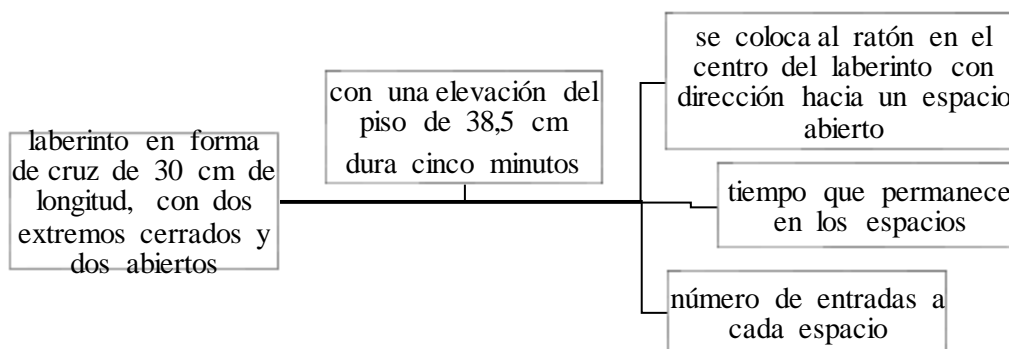 laberinto en forma
de cruz de 30 cm de
longitud, con dos
extremos cerrados y
dos abiertos
con una elevación del
piso de 38,5 cm
dura cinco minutos
se coloca al ratón en el
centro del laberinto con
dirección hacia un espacio
abierto
tiempo que permanece
en los espacios
número de entradas a
cada espacio